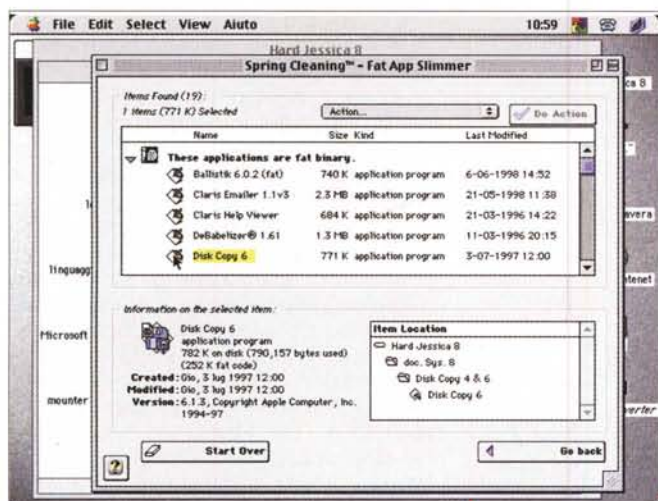 File Edit Select View Aiuto 10:59
Hard Jessica 8
Spring Cleaning™ – Fat App Slimmer
Items Found (19):
1 Items (771 K) Selected
Action...
Do Action
Name Size Kind Last Modified
These applications are fat binary.
Ballistik 6.0.2 (fat) 740 K application program 6-06-1998 14:52
Claris Emailer 1.1v3 2.3 MB application program 21-05-1998 11:38
Claris Help Viewer 684 K application program 21-03-1996 14:22
DeBabelizer® 1.61 1.3 MB application program 11-03-1996 20:15
Disk Copy 6 771 K application program 3-07-1997 12:00
Information on the selected item:
Disk Copy 6
application program
782 K on disk (790,157 bytes used)
(252 K fat code)
Created: Gio, 3 lug 1997 12:00
Modified: Gio, 3 lug 1997 12:00
Version: 6.1.3, Copyright Apple Computer, Inc.
1994-97
Item Location
Hard Jessica 8
doc. Sys. 8
Disk Copy 4 & 6
Disk Copy 6
Start Over
Go back
?
linguagg
Microsoft
mounter
ca 8
avera
tenet
verter